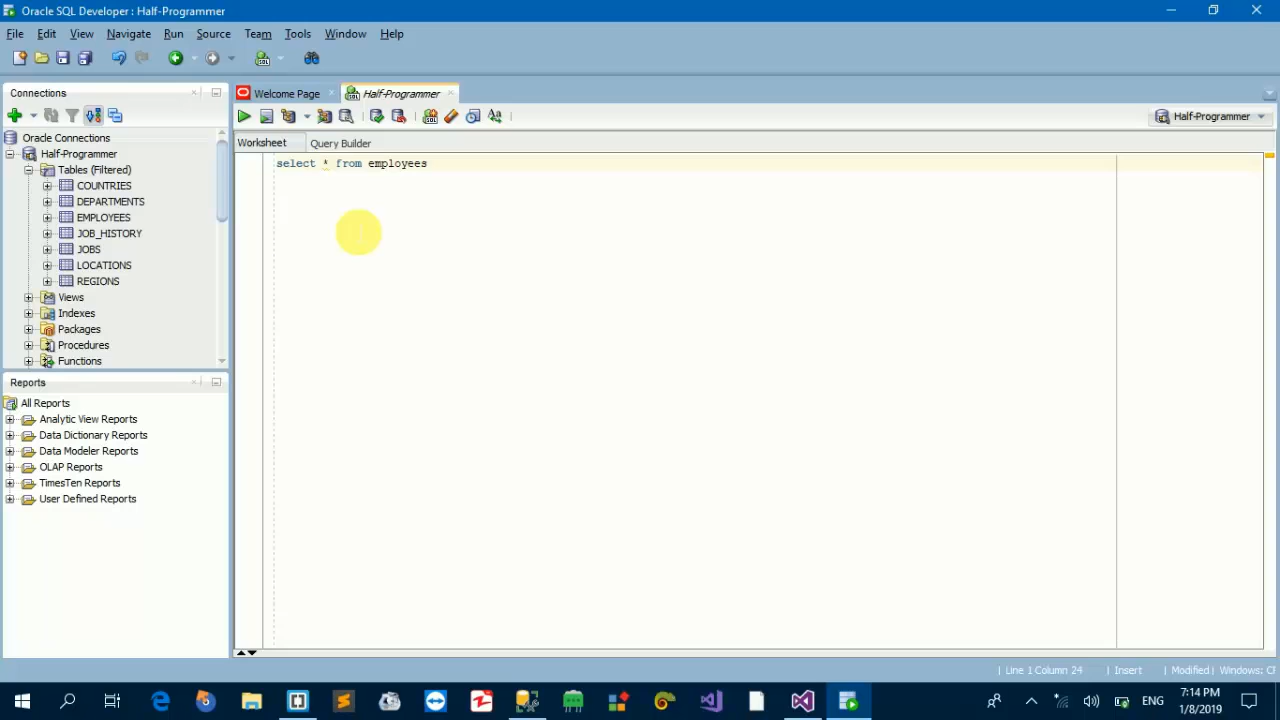 Oracle SQL Developer : Half-Programmer
File Edit View Navigate Run Source Team Tools Window Help
Connections
Welcome Page
Half-Programmer
Half-Programmer
Oracle Connections
Worksheet Query Builder
Half-Programmer
select * from employees
Tables (Filtered)
COUNTRIES
DEPARTMENTS
EMPLOYEES
JOB_HISTORY
JOBS
LOCATIONS
REGIONS
Views
Indexes
Packages
Procedures
Functions
Reports
All Reports
Analytic View Reports
Data Dictionary Reports
Data Modeler Reports
OLAP Reports
TimesTen Reports
User Defined Reports
Line 1 Column 24 Insert Modified Windows:
ENG
7:14 PM
1/8/2019